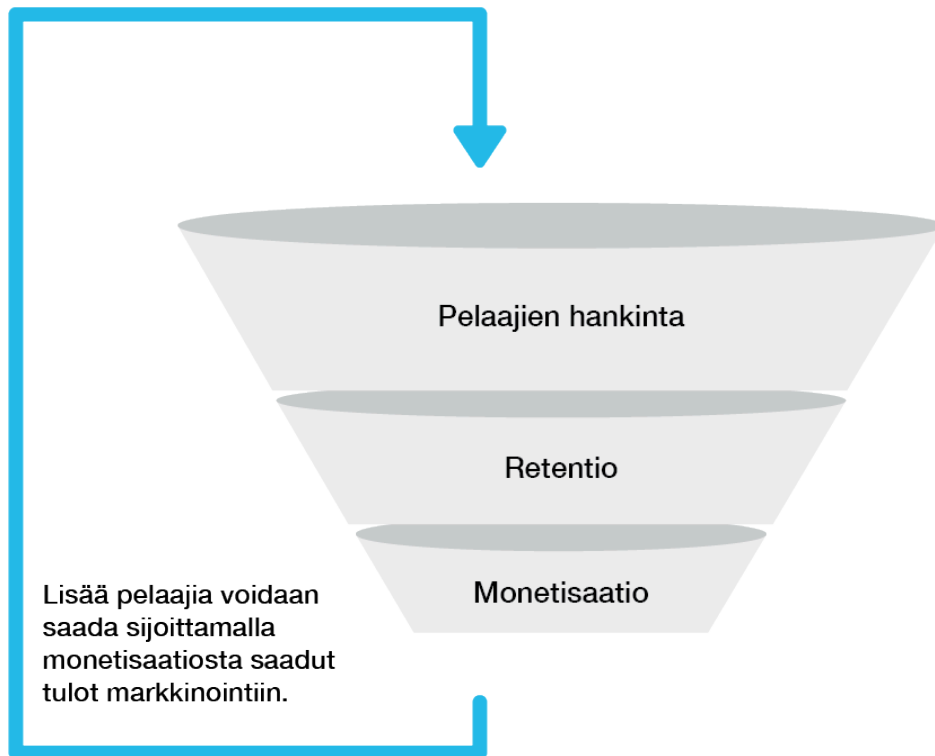 Pelaajien hankinta
Retentio
Monetisaatio
Lisää pelaajia voidaan
saada sijoittamalla
monetisaatiosta saadut
tulot markkinointiin.